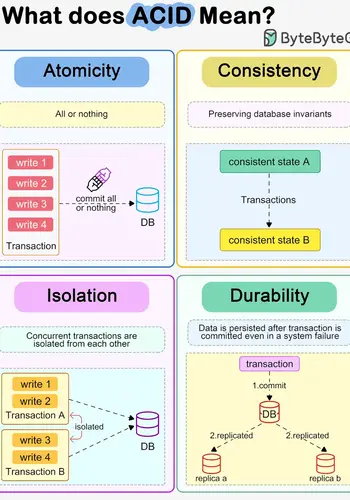 What does ACID Mean?
ByteByteG
Atomicity
All or nothing
write 1
write 2
write 3
write 4
Transaction
commit all
or nothing
DB
Consistency
Preserving database invariants
consistent state A
Transactions
consistent state B
Isolation
Concurrent transactions are
isolated from each other
write 1
write 2
Transaction A
isolated
write 3
write 4
Transaction B
DB
Durability
Data is persisted after transaction is
committed even in a system failure
transaction
1.commit
DB
2.replicated
2.replicated
replica a
replica b